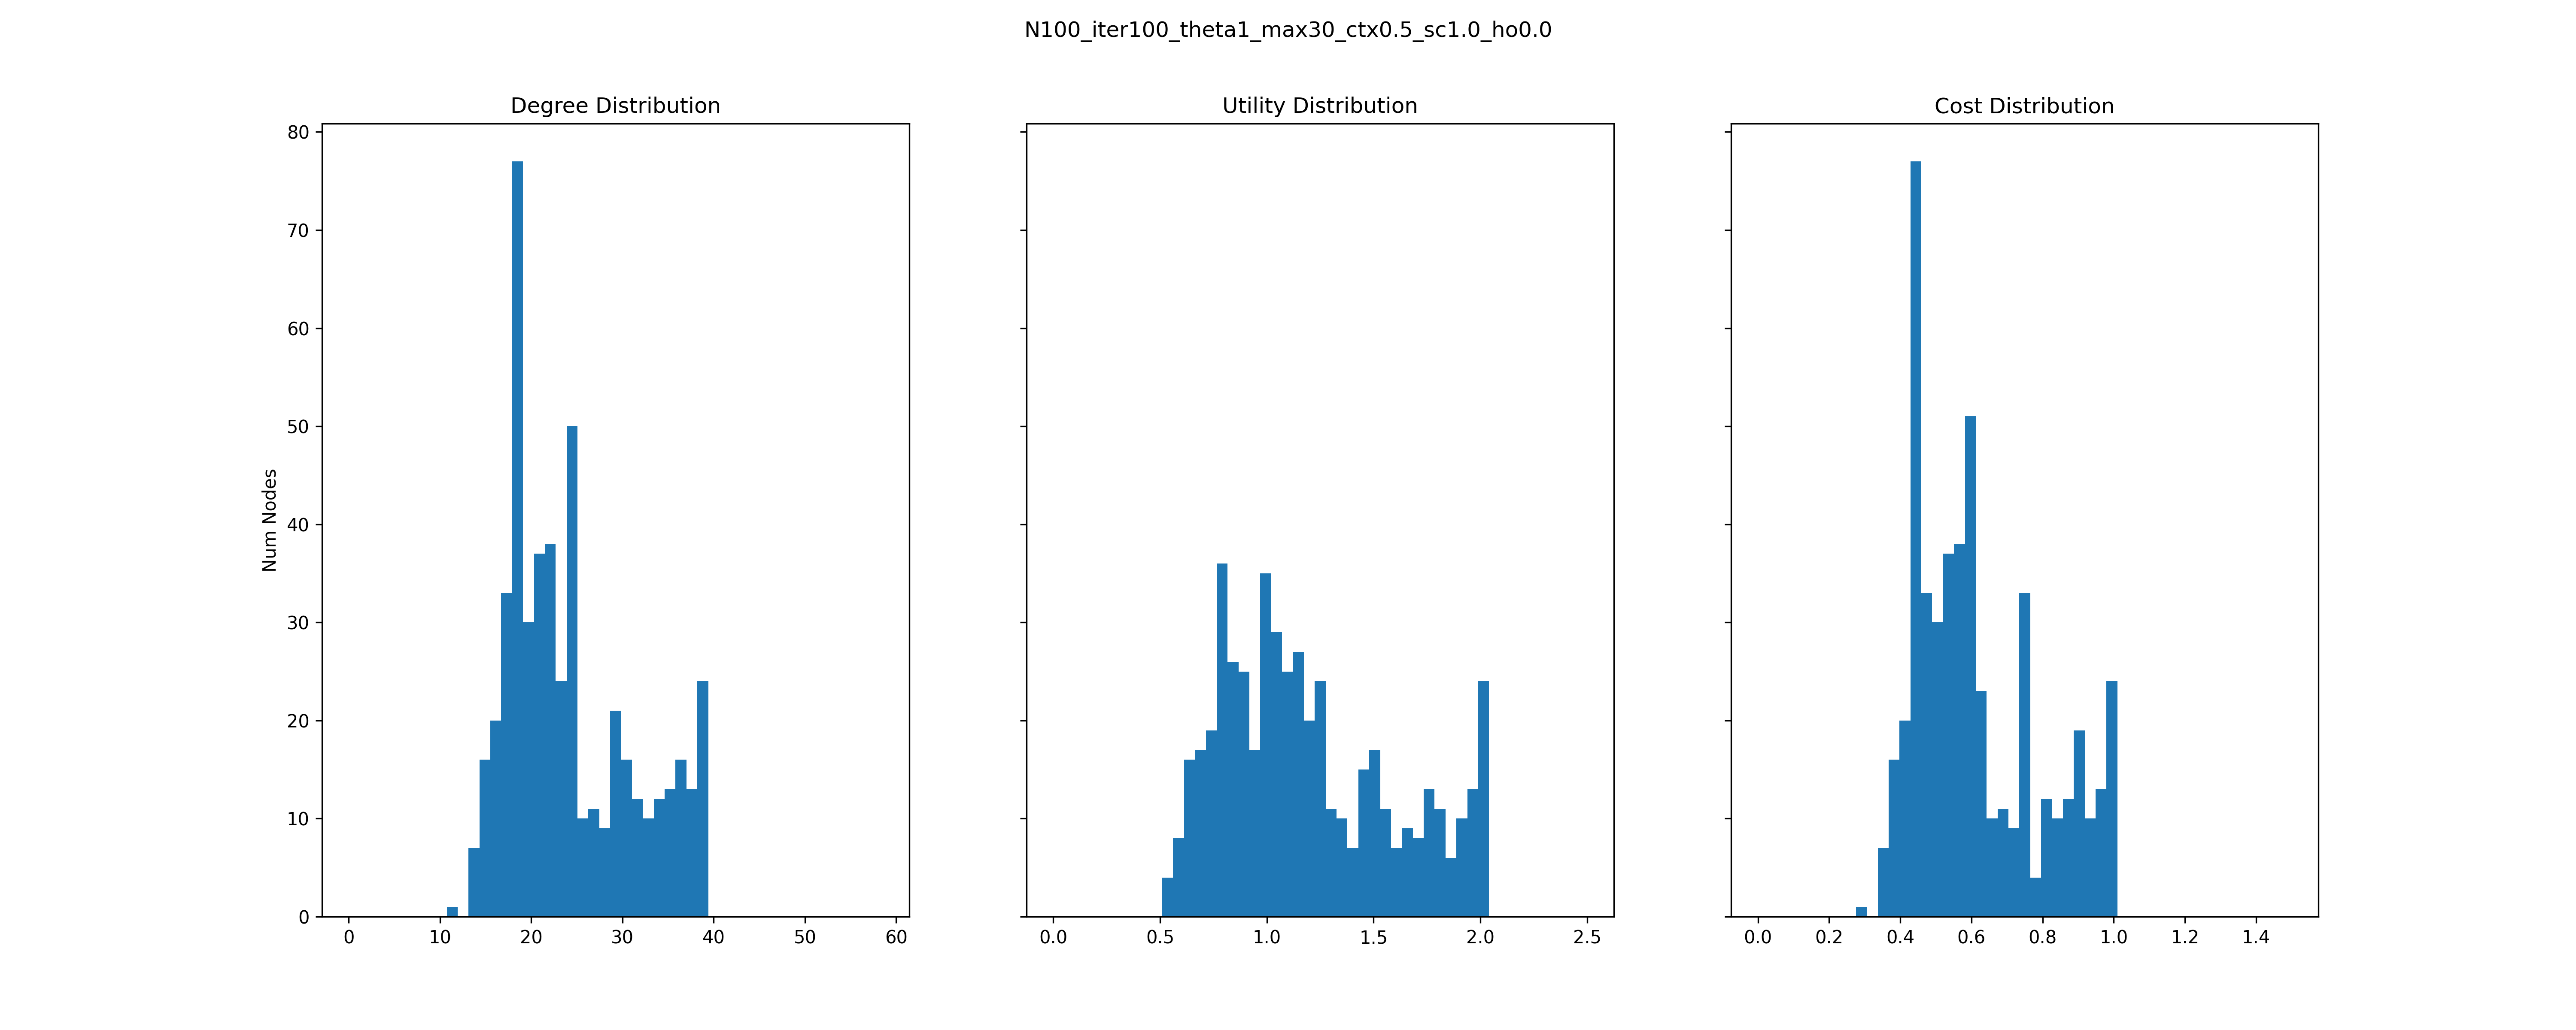 N100_iter100_theta1_max30_ctx0.5_sc1.0_ho0.0
Degree Distribution
Utility Distribution
Cost Distribution
80
70
60
50
40
30
20
10
0
Num Nodes
0 10 20 30 40 50 60
0.0 0.5 1.0 1.5 2.0 2.5
0.0 0.2 0.4 0.6 0.8 1.0 1.2 1.4